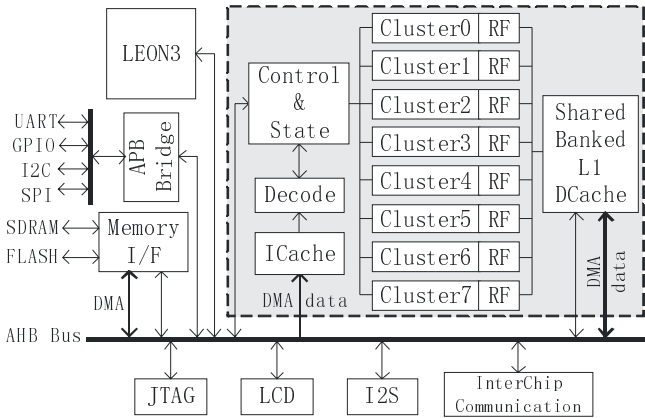 LEON3
UART
GPIO
I2C
SPI
APB
Bridge
SDRAM
FLASH
Memory
I/F
DMA
AHB Bus
Control
&
State
Decode
ICache
DMA data
Cluster0 RF
Cluster1 RF
Cluster2 RF
Cluster3 RF
Cluster4 RF
Cluster5 RF
Cluster6 RF
Cluster7 RF
Shared
Banked
L1
DCache
DMA
data
JTAG
LCD
I2S
InterChip
Communication